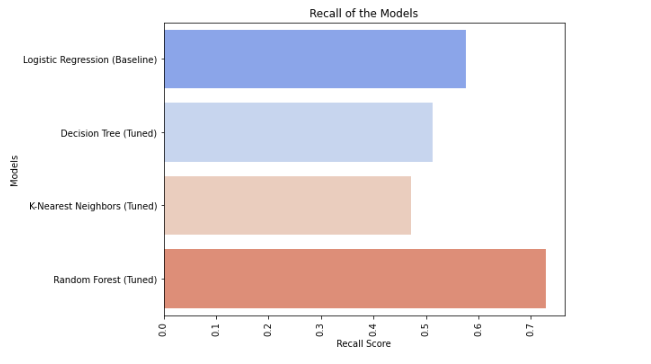 Recall of the Models
Models
Logistic Regression (Baseline)
Decision Tree (Tuned)
K-Nearest Neighbors (Tuned)
Random Forest (Tuned)
0.0 0.1 0.2 0.3 0.4 0.5 0.6 0.7
Recall Score